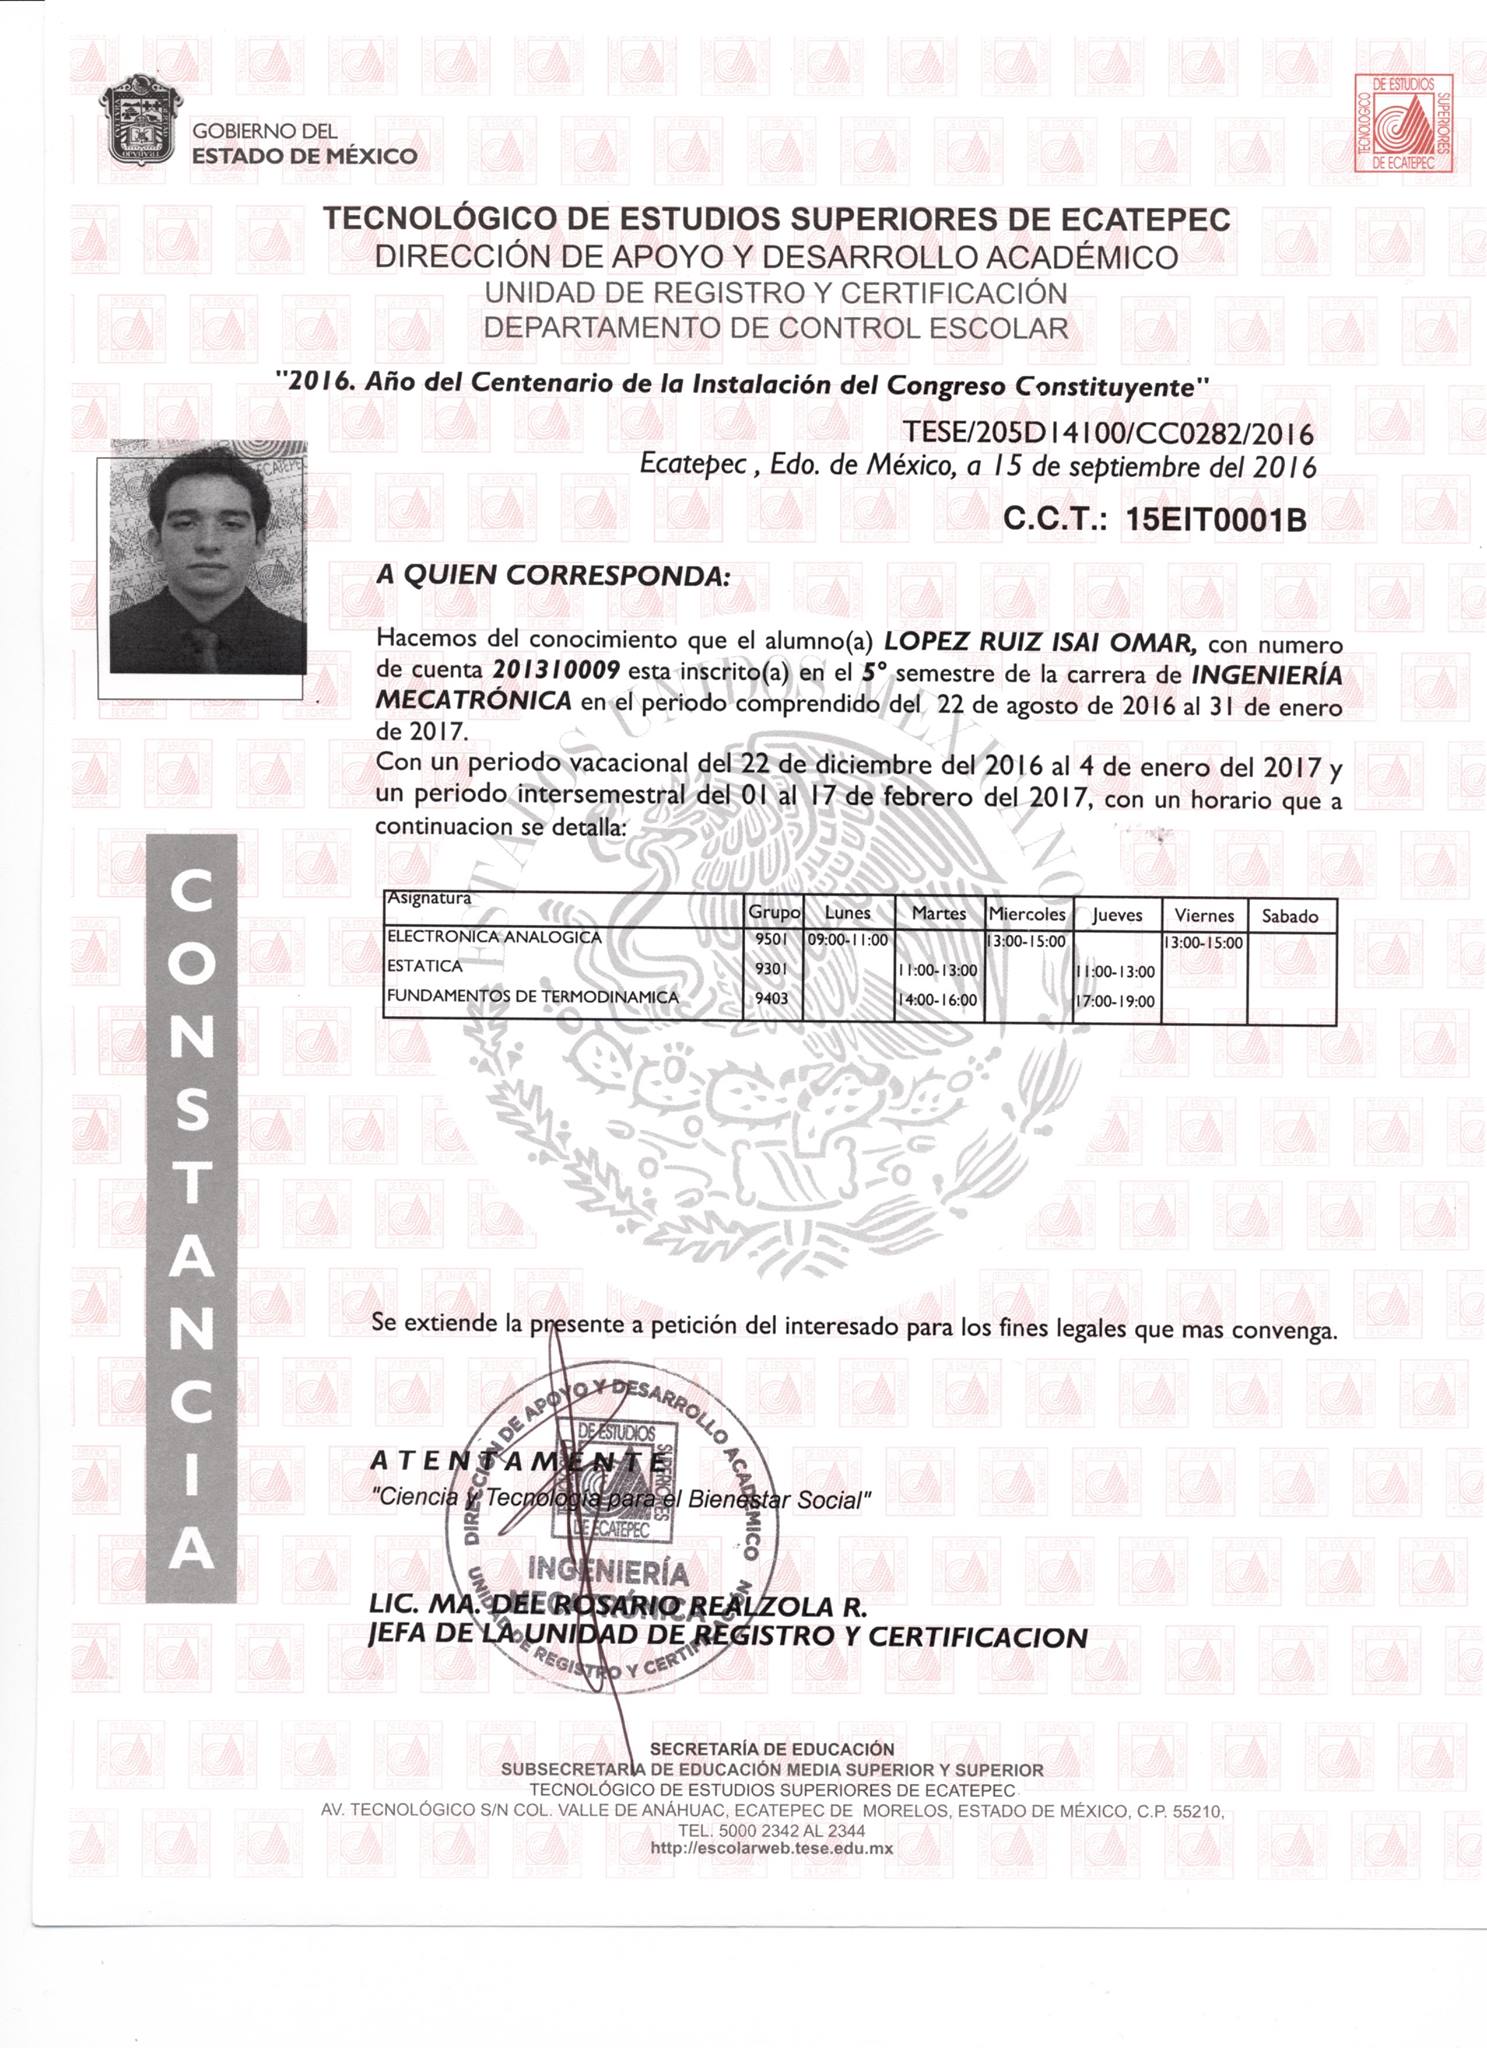 GOBIERNO DEL
ESTADO DE MÉXICO
DE ESTUDIOS
TECNOLOGICO
SUPERIORES
DE ECATEPEC
TECNOLÓGICO DE ESTUDIOS SUPERIORES DE ECATEPEC
DIRECCIÓN DE APOYO Y DESARROLLO ACADÉMICO
UNIDAD DE REGISTRO Y CERTIFICACIÓN
DEPARTAMENTO DE CONTROL ESCOLAR
"2016. Año del Centenario de la Instalación del Congreso Constituyente"
TESE/205D14100/CC0282/2016
Ecatepec , Edo. de México, a 15 de septiembre del 2016
C.C.T.: 15EIT0001B
A QUIEN CORRESPONDA:
Hacemos del conocimiento que el alumno(a) LOPEZ RUIZ ISAI OMAR, con numero
de cuenta 201310009 esta inscrito(a) en el 5° semestre de la carrera de INGENIERÍA
MECATRÓNICA en el periodo comprendido del 22 de agosto de 2016 al 31 de enero
de 2017.
Con un periodo vacacional del 22 de diciembre del 2016 al 4 de enero del 2017 y
un periodo intersemestral del 01 al 17 de febrero del 2017, con un horario que a
continuacion se detalla:
ESTADOS UNIDOS MEXICANOS
Asignatura Grupo Lunes Martes Miercoles Jueves Viernes Sabado
ELECTRONICA ANALOGICA 9501 09:00-11:00 13:00-15:00 13:00-15:00
ESTATICA 9301 11:00-13:00 11:00-13:00
FUNDAMENTOS DE TERMODINAMICA 9403 14:00-16:00 17:00-19:00
CONSTANCIA
Se extiende la presente a petición del interesado para los fines legales que mas convenga.
DIRECCIÓN DE APOYO Y DESARROLLO ACADÉMICO
DE ESTUDIOS
SUPERIORES
DE ECATEPEC
INGENIERÍA
MECATRÓNICA
UNIDAD DE REGISTRO Y CERTIFICACIÓN
ATENTAMENTE
"Ciencia y Tecnología para el Bienestar Social"
LIC. MA. DEL ROSARIO REALZOLA R.
JEFA DE LA UNIDAD DE REGISTRO Y CERTIFICACION
SECRETARÍA DE EDUCACIÓN
SUBSECRETARÍA DE EDUCACIÓN MEDIA SUPERIOR Y SUPERIOR
TECNOLÓGICO DE ESTUDIOS SUPERIORES DE ECATEPEC
AV. TECNOLÓGICO S/N COL. VALLE DE ANÁHUAC, ECATEPEC DE MORELOS, ESTADO DE MÉXICO, C.P. 55210,
TEL. 5000 2342 AL 2344
http://escolarweb.tese.edu.mx